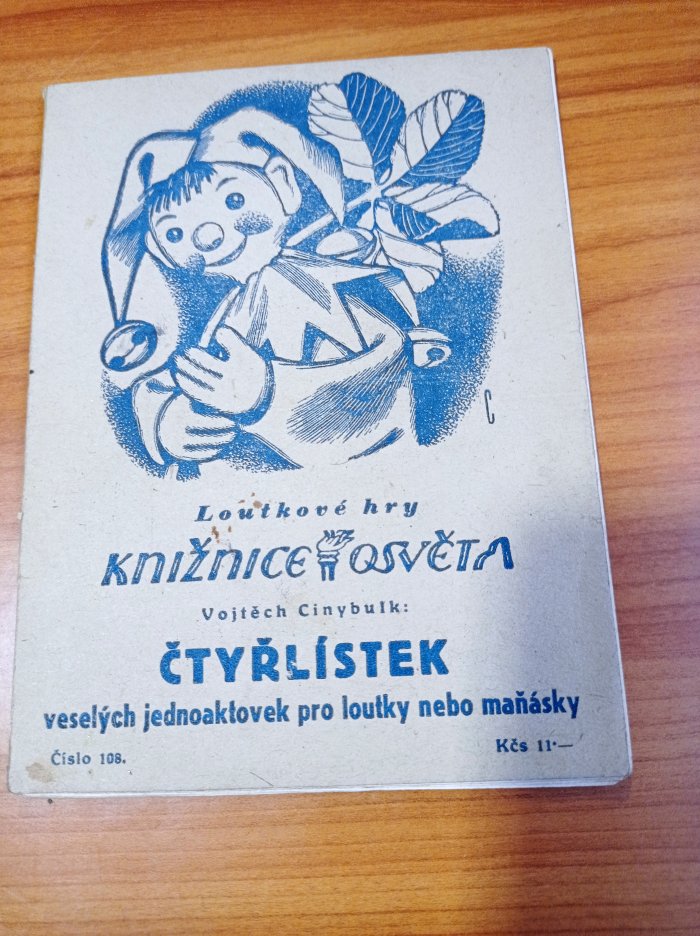 C
Loutkové hry
KNIŽNICE OSVĚTA
Vojtěch Cinybulk:
ČTYŘLÍSTEK
veselých jednoaktovek pro loutky nebo maňásky
Číslo 108.
Kčs 11·—